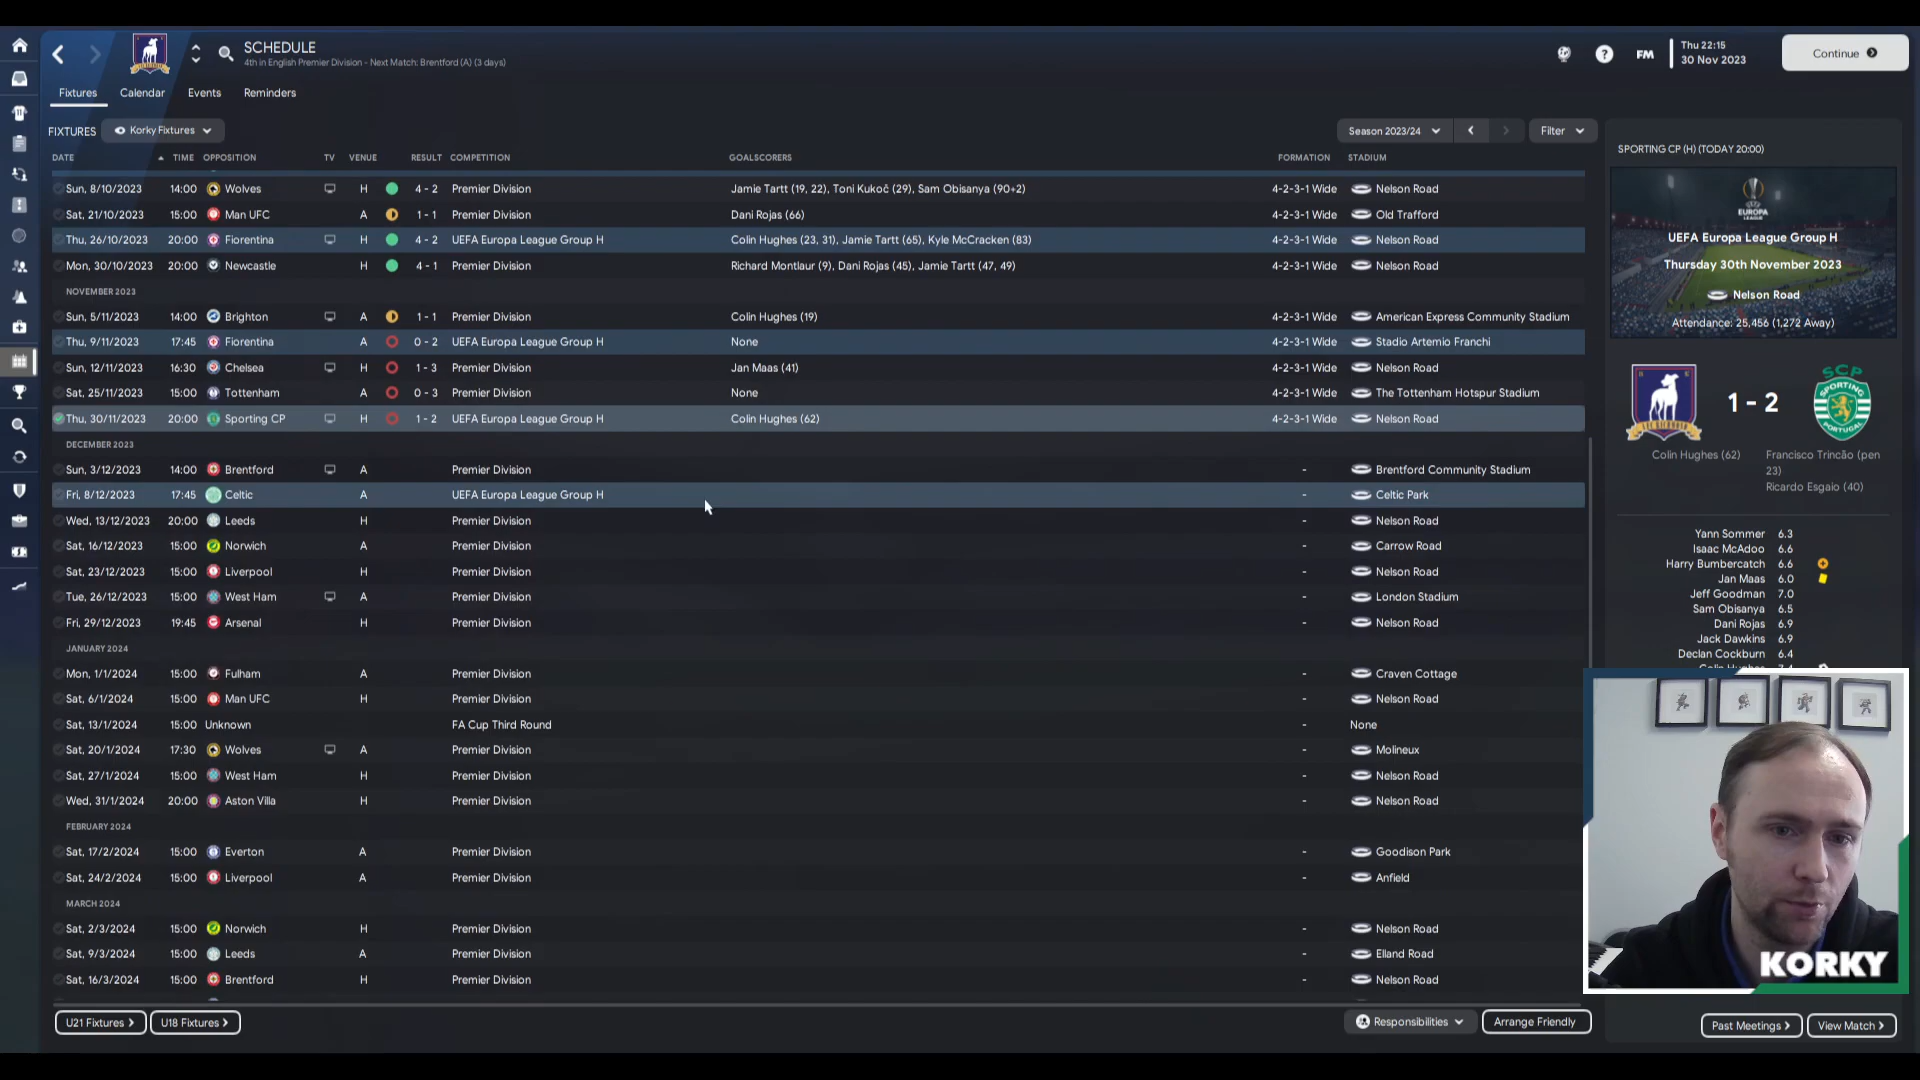 SCHEDULE
4th in English Premier Division - Next Match: Brentford (A) (3 days)
FM
Thu 22:15
30 Nov 2023
Continue
Fixtures Calendar Events Reminders
FIXTURES Korky Fixtures
Season 2023/24 Filter
DATE TIME OPPOSITION TV VENUE RESULT COMPETITION GOALSCORERS FORMATION STADIUM
Sun, 8/10/2023 14:00 Wolves H 4 - 2 Premier Division Jamie Tartt (19, 22), Toni Kukoč (29), Sam Obisanya (90+2) 4-2-3-1 Wide Nelson Road
Sat, 21/10/2023 15:00 Man UFC A 1 - 1 Premier Division Dani Rojas (66) 4-2-3-1 Wide Old Trafford
Thu, 26/10/2023 20:00 Fiorentina H 4 - 2 UEFA Europa League Group H Colin Hughes (23, 31), Jamie Tartt (65), Kyle McCracken (83) 4-2-3-1 Wide Nelson Road
Mon, 30/10/2023 20:00 Newcastle H 4 - 1 Premier Division Richard Montlaur (9), Dani Rojas (45), Jamie Tartt (47, 49) 4-2-3-1 Wide Nelson Road
NOVEMBER 2023
Sun, 5/11/2023 14:00 Brighton A 1 - 1 Premier Division Colin Hughes (19) 4-2-3-1 Wide American Express Community Stadium
Thu, 9/11/2023 17:45 Fiorentina A 0 - 2 UEFA Europa League Group H None 4-2-3-1 Wide Stadio Artemio Franchi
Sun, 12/11/2023 16:30 Chelsea H 1 - 3 Premier Division Jan Maas (41) 4-2-3-1 Wide Nelson Road
Sat, 25/11/2023 15:00 Tottenham A 0 - 3 Premier Division None 4-2-3-1 Wide The Tottenham Hotspur Stadium
Thu, 30/11/2023 20:00 Sporting CP H 1 - 2 UEFA Europa League Group H Colin Hughes (62) 4-2-3-1 Wide Nelson Road
DECEMBER 2023
Sun, 3/12/2023 14:00 Brentford A Premier Division - Brentford Community Stadium
Fri, 8/12/2023 17:45 Celtic A UEFA Europa League Group H - Celtic Park
Wed, 13/12/2023 20:00 Leeds H Premier Division - Nelson Road
Sat, 16/12/2023 15:00 Norwich A Premier Division - Carrow Road
Sat, 23/12/2023 15:00 Liverpool H Premier Division - Nelson Road
Tue, 26/12/2023 15:00 West Ham A Premier Division - London Stadium
Fri, 29/12/2023 19:45 Arsenal H Premier Division - Nelson Road
JANUARY 2024
Mon, 1/1/2024 15:00 Fulham A Premier Division - Craven Cottage
Sat, 6/1/2024 15:00 Man UFC H Premier Division - Nelson Road
Sat, 13/1/2024 15:00 Unknown FA Cup Third Round - None
Sat, 20/1/2024 17:30 Wolves A Premier Division - Molineux
Sat, 27/1/2024 15:00 West Ham H Premier Division - Nelson Road
Wed, 31/1/2024 20:00 Aston Villa H Premier Division - Nelson Road
FEBRUARY 2024
Sat, 17/2/2024 15:00 Everton A Premier Division - Goodison Park
Sat, 24/2/2024 15:00 Liverpool A Premier Division - Anfield
MARCH 2024
Sat, 2/3/2024 15:00 Norwich H Premier Division - Nelson Road
Sat, 9/3/2024 15:00 Leeds A Premier Division - Elland Road
Sat, 16/3/2024 15:00 Brentford H Premier Division - Nelson Road
U21 Fixtures U18 Fixtures Responsibilities Arrange Friendly
SPORTING CP (H) (TODAY 20:00)
EUROPA
LEAGUE
UEFA Europa League Group H
Thursday 30th November 2023
Nelson Road
Attendance: 25,456 (1,272 Away)
SCP
SPORTING
PORTUGAL
1 - 2
Colin Hughes (62) Francisco Trincão (pen
23)
Ricardo Esgaio (40)
Yann Sommer 6.3
Isaac McAdoo 6.6
Harry Bumbercatch 6.6
Jan Maas 6.0
Jeff Goodman 7.0
Sam Obisanya 6.5
Dani Rojas 6.9
Jack Dawkins 6.9
Declan Cockburn 6.4
KORKY
Past Meetings View Match